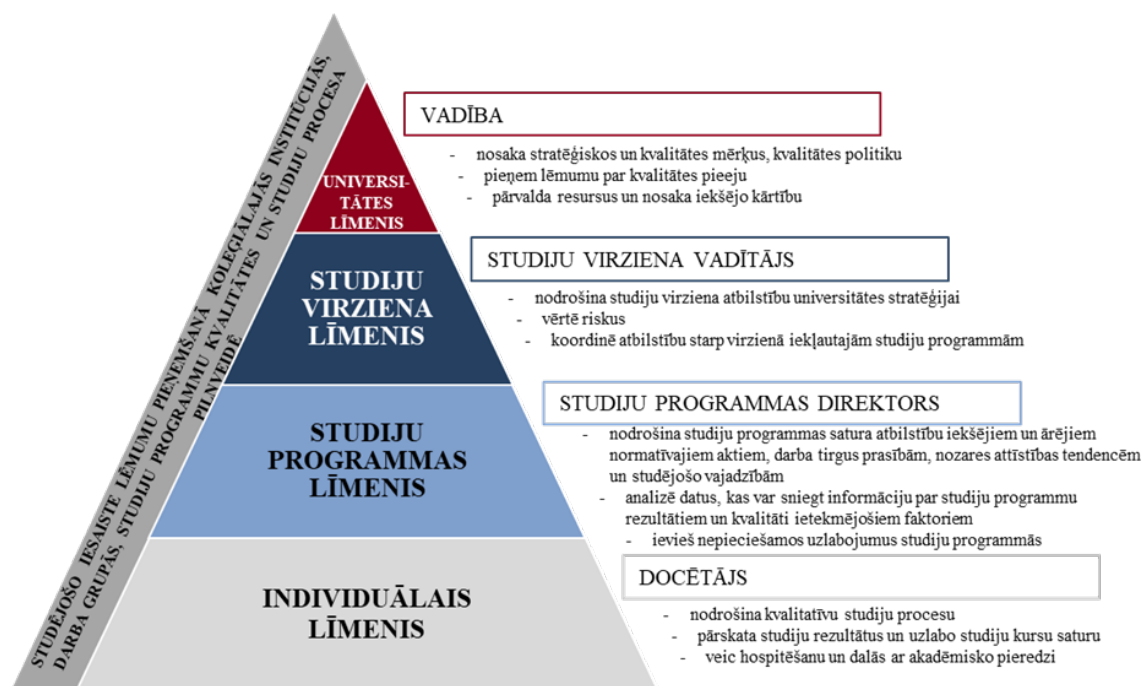 STUDĒJOŠO IESAISTE LĒMUMU PIEŅEMŠANĀ KOLEĢIĀLAJĀS INSTITŪCIJĀS,
DARBA GRUPĀS, STUDIJU PROGRAMMU KVALITĀTES UN STUDIJU PROCESA
PILNVEIDĒ
UNIVERSI-
TĀTES
LĪMENIS
VADĪBA
- nosaka stratēģiskos un kvalitātes mērķus, kvalitātes politiku
- pieņem lēmumu par kvalitātes pieeju
- pārvalda resursus un nosaka iekšējo kārtību
STUDIJU
VIRZIENA
LĪMENIS
STUDIJU VIRZIENA VADĪTĀJS
- nodrošina studiju virziena atbilstību universitātes stratēģijai
- vērtē riskus
- koordinē atbilstību starp virzienā iekļautajām studiju programmām
STUDIJU
PROGRAMMAS
LĪMENIS
STUDIJU PROGRAMMAS DIREKTORS
- nodrošina studiju programmas satura atbilstību iekšējiem un ārējiem
normatīvajiem aktiem, darba tirgus prasībām, nozares attīstības tendencēm
un studējošo vajadzībām
- analizē datus, kas var sniegt informāciju par studiju programmu
rezultātiem un kvalitāti ietekmējošiem faktoriem
- ievieš nepieciešamos uzlabojumus studiju programmās
INDIVIDUĀLAIS
LĪMENIS
DOCĒTĀJS
- nodrošina kvalitatīvu studiju procesu
- pārskata studiju rezultātus un uzlabo studiju kursu saturu
- veic hospitēšanu un dalās ar akadēmisko pieredzi